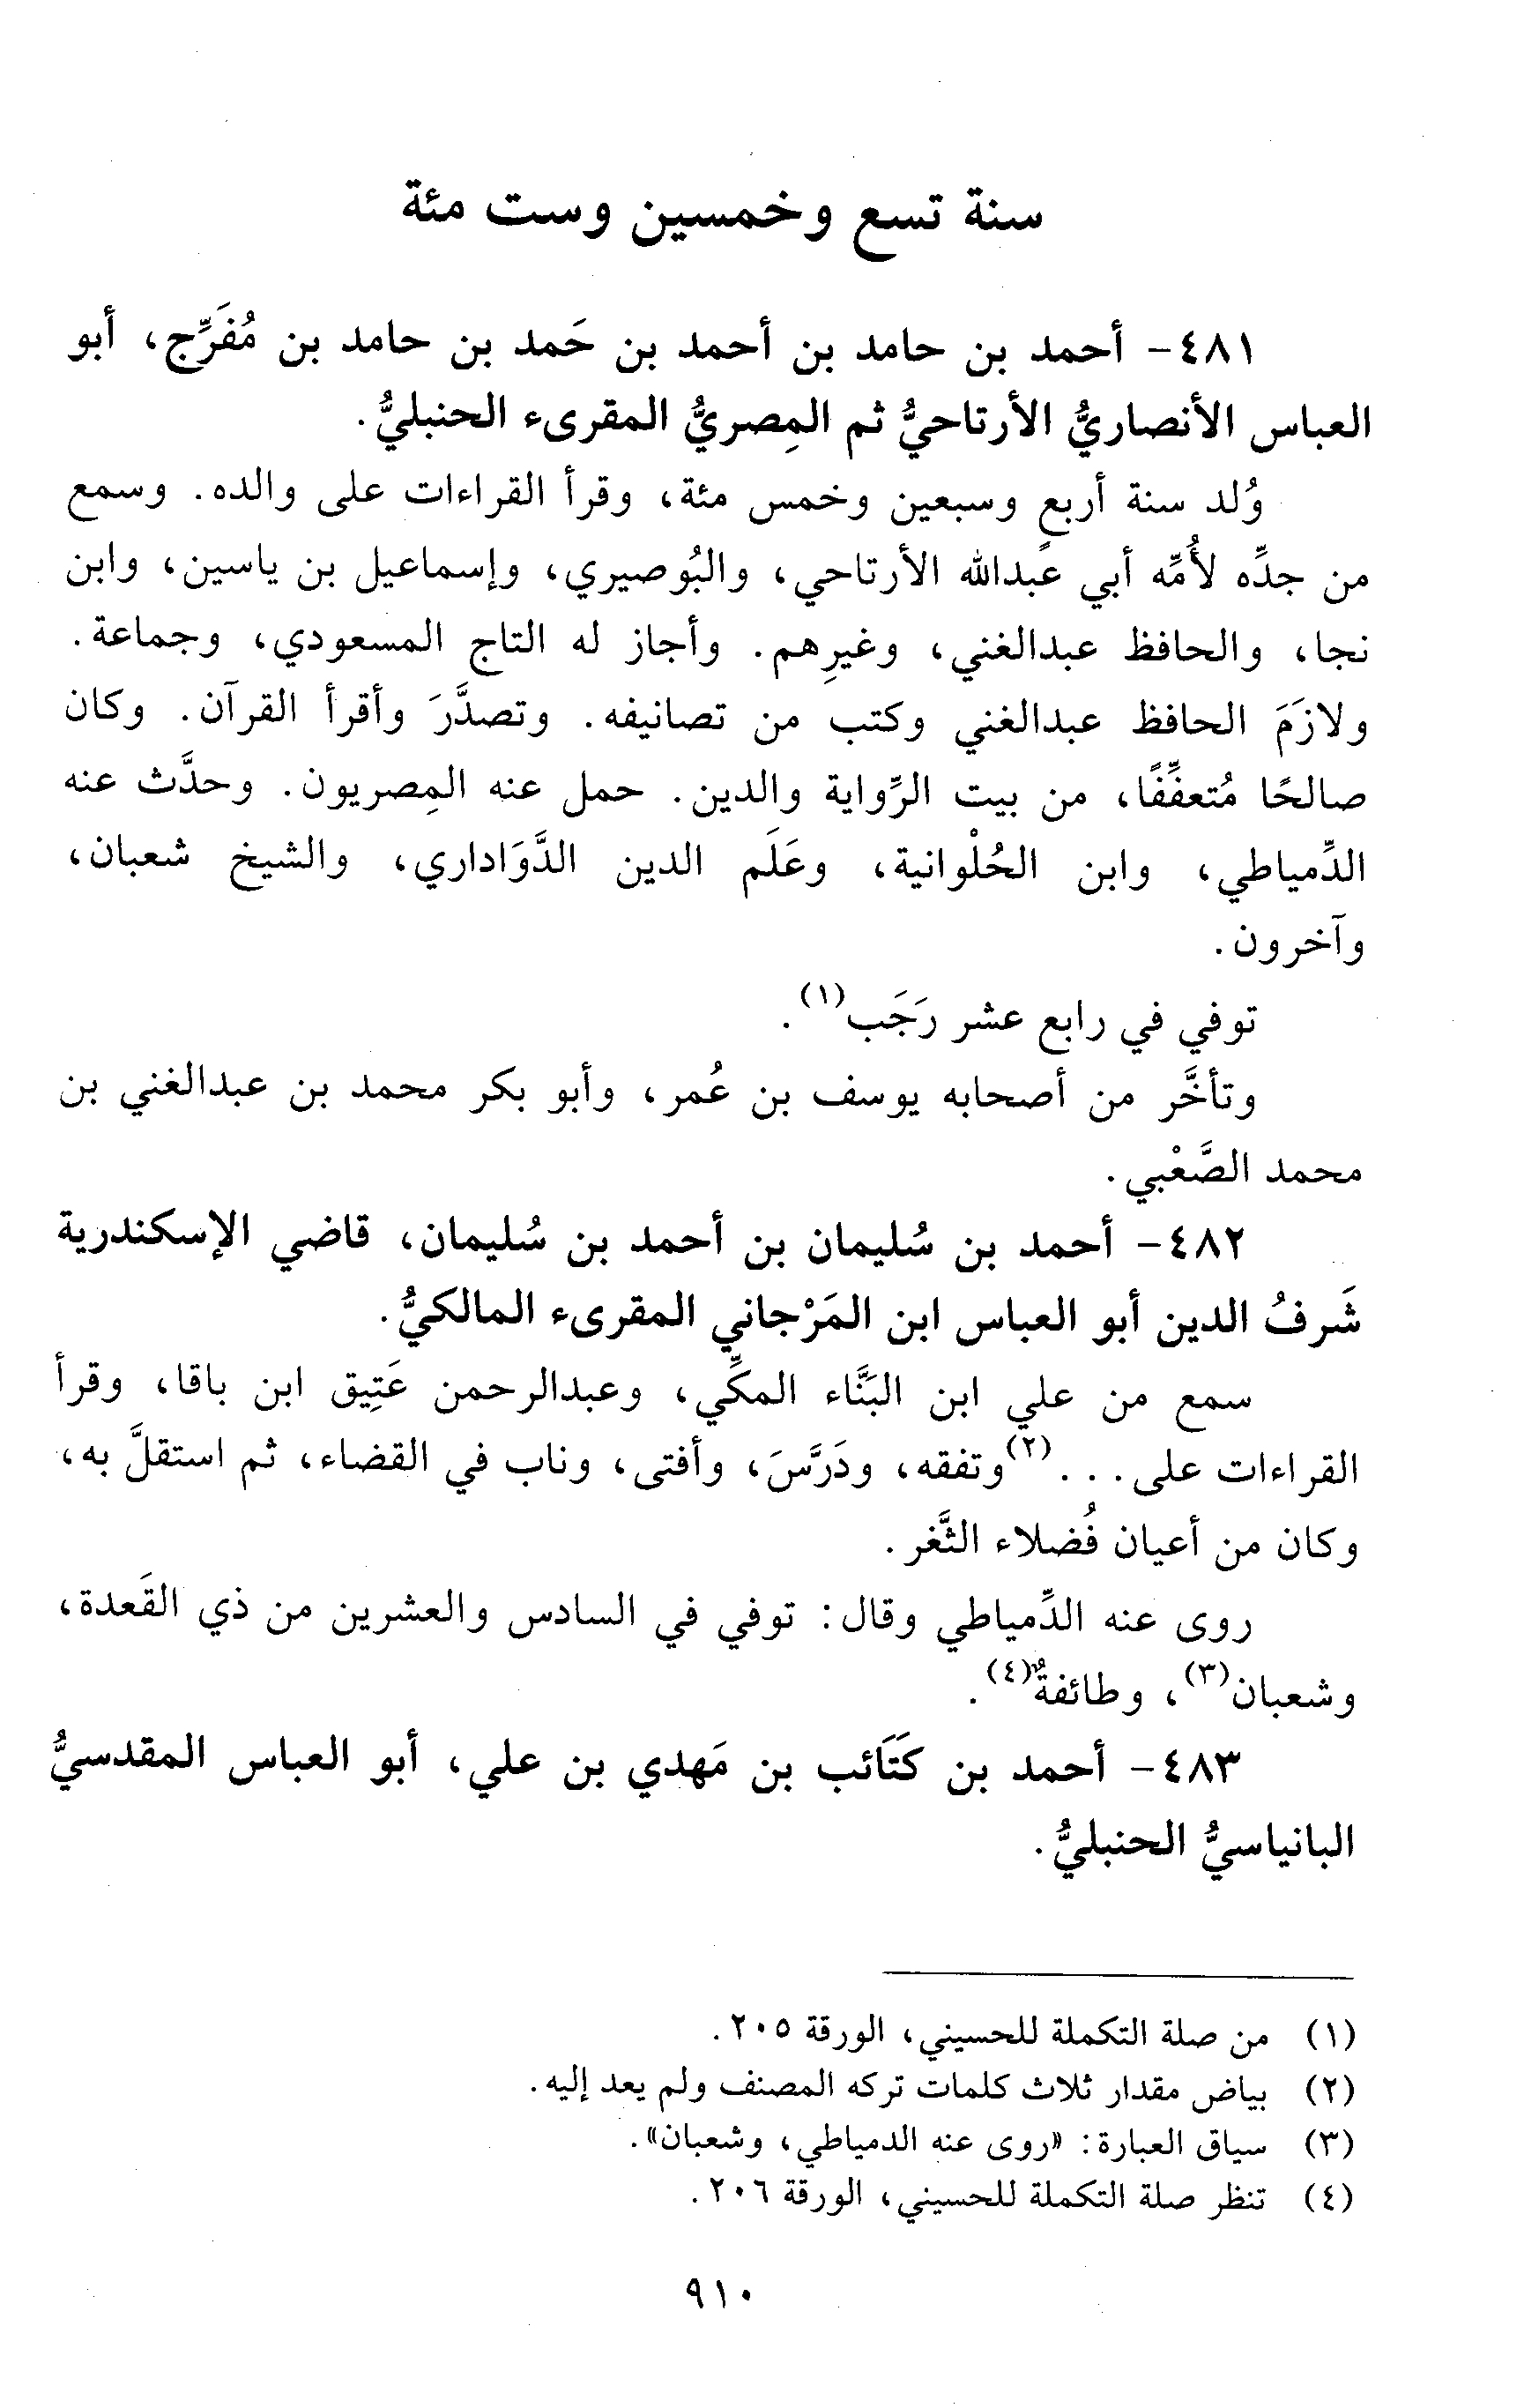 سنة تسع وخمسين وست مئة
٤٨١- أحمد بن حامد بن أحمد بن حَمد بن حامد بن مُفَرِّج، أبو
العباس الأنصاريُّ الأرتاحيُّ ثم المِصريُّ المقرىء الحنبليُّ.
وُلد سنة أربعٍ وسبعين وخمس مئة، وقرأ القراءات على والده. وسمع
من جدِّه لأُمِّه أبي عبدالله الأرتاحي، والبُوصيري، وإسماعيل بن ياسين، وابن
نجا، والحافظ عبدالغني، وغيرِهم. وأجاز له التاج المسعودي، وجماعة.
ولازَمَ الحافظ عبدالغني وكتب من تصانيفه. وتصدَّرَ وأقرأ القرآن. وكان
صالحًا مُتعفِّفًا، من بيت الرِّواية والدين. حمل عنه المِصريون. وحدَّث عنه
الدِّمياطي، وابن الحُلْوانية، وعَلَم الدين الدَّوَاداري، والشيخ شعبان،
وآخرون.
توفي في رابع عشر رَجَب(١).
وتأخَّر من أصحابه يوسف بن عُمر، وأبو بكر محمد بن عبدالغني بن
محمد الصَّعْبي.
٤٨٢- أحمد بن سُليمان بن أحمد بن سُليمان، قاضي الإسكندرية
شَرفُ الدين أبو العباس ابن المَرْجاني المقرىء المالكيُّ.
سمع من علي ابن البَنَّاء المكِّي، وعبدالرحمن عَتِيق ابن باقا، وقرأ
القراءات على. . .(٢)وتفقه، ودَرَّسَ، وأفتى، وناب في القضاء، ثم استقلَّ به،
وكان من أعيان فُضلاء الثَّغر.
روى عنه الدِّمياطي وقال: توفي في السادس والعشرين من ذي القَعدة،
وشعبان(٣)، وطائفةٌ(٤).
٤٨٣- أحمد بن كَتَائب بن مَهدي بن علي، أبو العباس المقدسيُّ
البانياسيُّ الحنبليُّ.
(١) من صلة التكملة للحسيني، الورقة ٢٠٥.
(٢) بياض مقدار ثلاث كلمات تركه المصنف ولم يعد إليه.
(٣) سياق العبارة: «روى عنه الدمياطي، وشعبان».
(٤) تنظر صلة التكملة للحسيني، الورقة ٢٠٦.
٩١٠